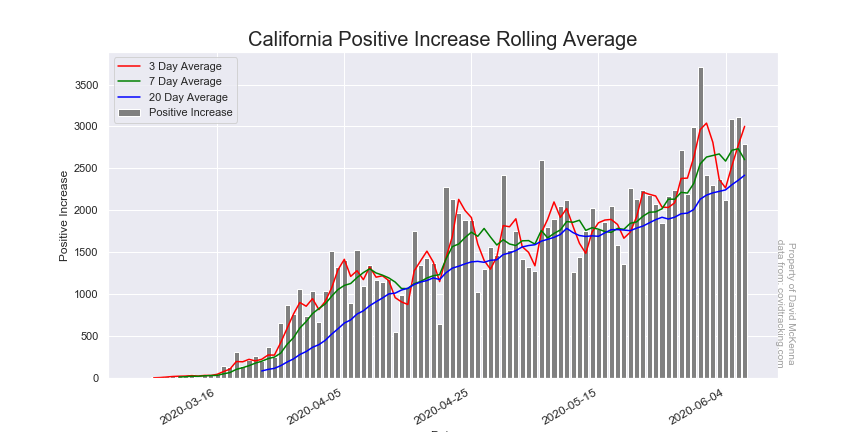 California Positive Increase Rolling Average
3 Day Average
7 Day Average
20 Day Average
Positive Increase
Positive Increase
3500
3000
2500
2000
1500
1000
500
0
2020-03-16
2020-04-05
2020-04-25
2020-05-15
2020-06-04
Property of David McKenna
data from: covidtracking.com